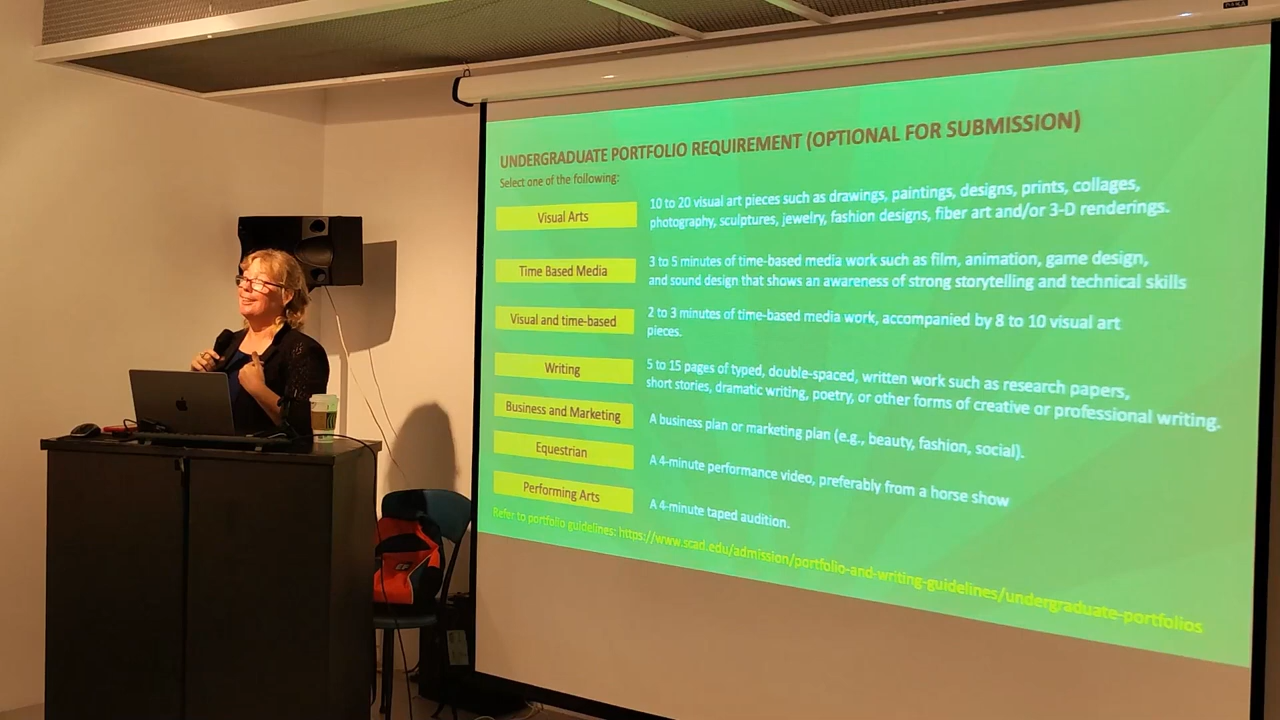 UNDERGRADUATE PORTFOLIO REQUIREMENT (OPTIONAL FOR SUBMISSION)
Select one of the following:
Visual Arts
10 to 20 visual art pieces such as drawings, paintings, designs, prints, collages,
photography, sculptures, jewelry, fashion designs, fiber art and/or 3-D renderings.
Time Based Media
3 to 5 minutes of time-based media work such as film, animation, game design,
and sound design that shows an awareness of strong storytelling and technical skills
Visual and time-based
2 to 3 minutes of time-based media work, accompanied by 8 to 10 visual art
pieces.
Writing
5 to 15 pages of typed, double-spaced, written work such as research papers,
short stories, dramatic writing, poetry, or other forms of creative or professional writing.
Business and Marketing
A business plan or marketing plan (e.g., beauty, fashion, social).
Equestrian
A 4-minute performance video, preferably from a horse show
Performing Arts
A 4-minute taped audition.
Refer to portfolio guidelines: https://www.scad.edu/admission/portfolio-and-writing-guidelines/undergraduate-portfolios